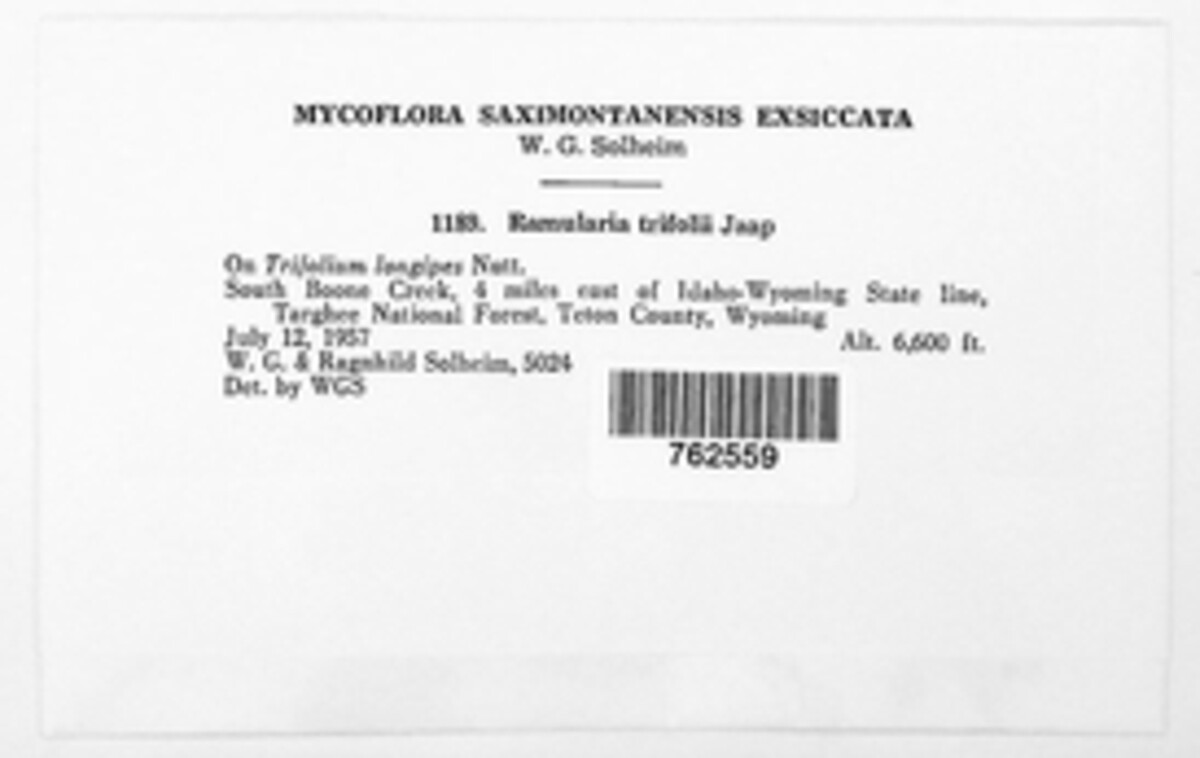 MYCOFLORA SAXIMONTANENSIS EXSICCATA
W. G. Solheim
1189. Ramularia trifolii Jaap
On Trifolium longipes Nutt.
South Boone Creek, 4 miles east of Idaho-Wyoming State line,
Targhee National Forest, Teton County, Wyoming
July 12, 1957 Alt. 6,600 ft.
W. G. & Ragnhild Solheim, 5024
Det. by WGS
762559